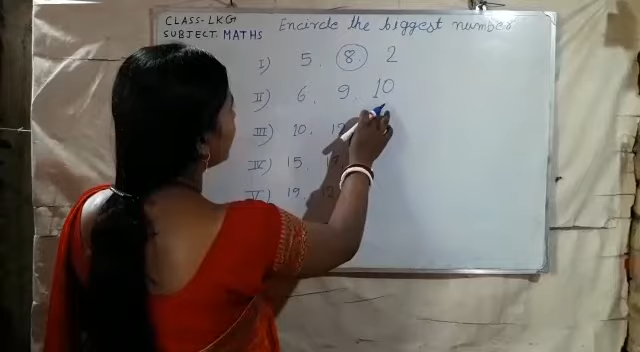 CLASS-LKG Encircle the biggest number
SUBJECT. MATHS
I) 5. 8. 2
II) 6. 9. 10
III) 10.
IV) 15.
V) 19.